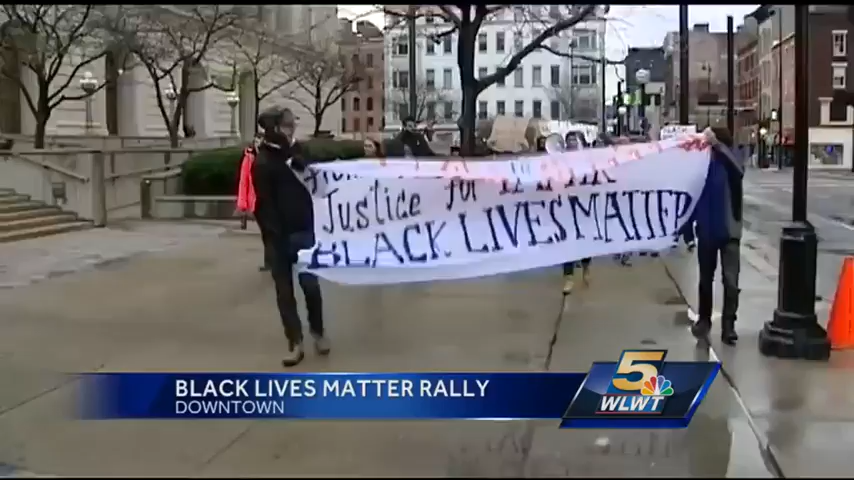 Justice for
BLACK LIVES MATTER
BLACK LIVES MATTER RALLY
DOWNTOWN
5
WLWT